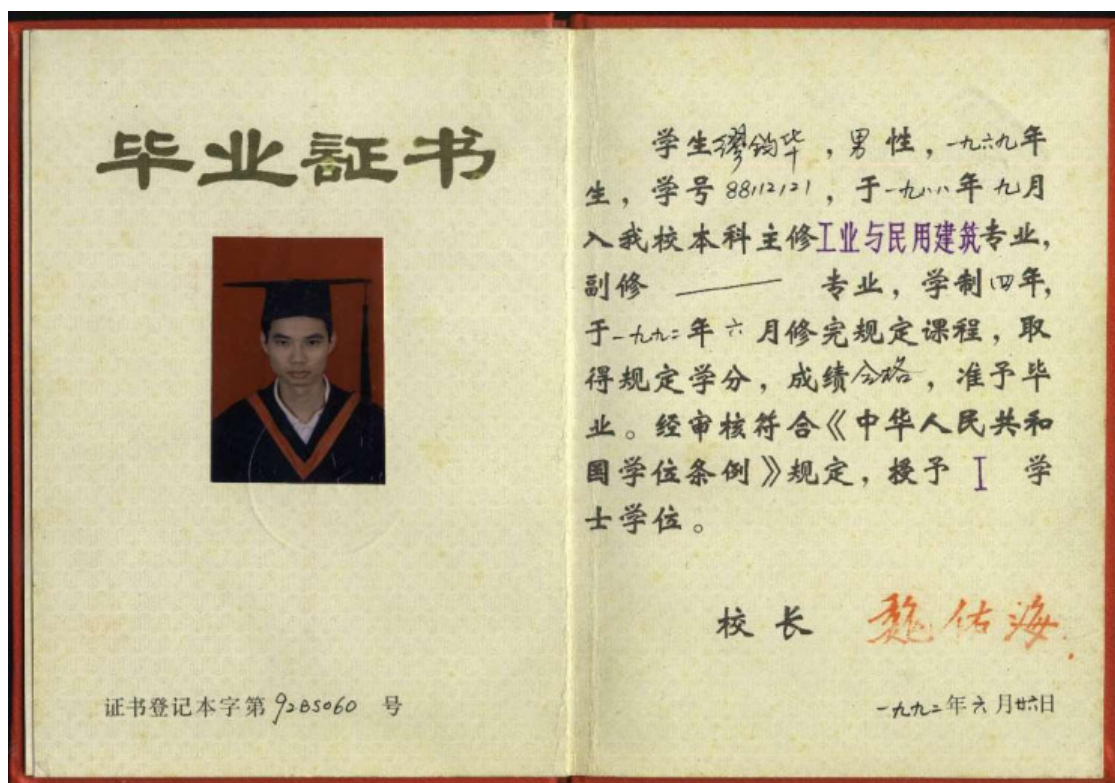 毕业証书
证书登记本字第92BS060号
学生缪钧华，男性，一九六九年
生，学号88112121，于一九八八年九月
入我校本科主修工业与民用建筑专业，
副修 —— 专业，学制四年，
于一九九二年六月修完规定课程，取
得规定学分，成绩合格，准予毕
业。经审核符合《中华人民共和
国学位条例》规定，授予 工 学
士学位。
校长 魏佑海
一九九二年六月廿六日